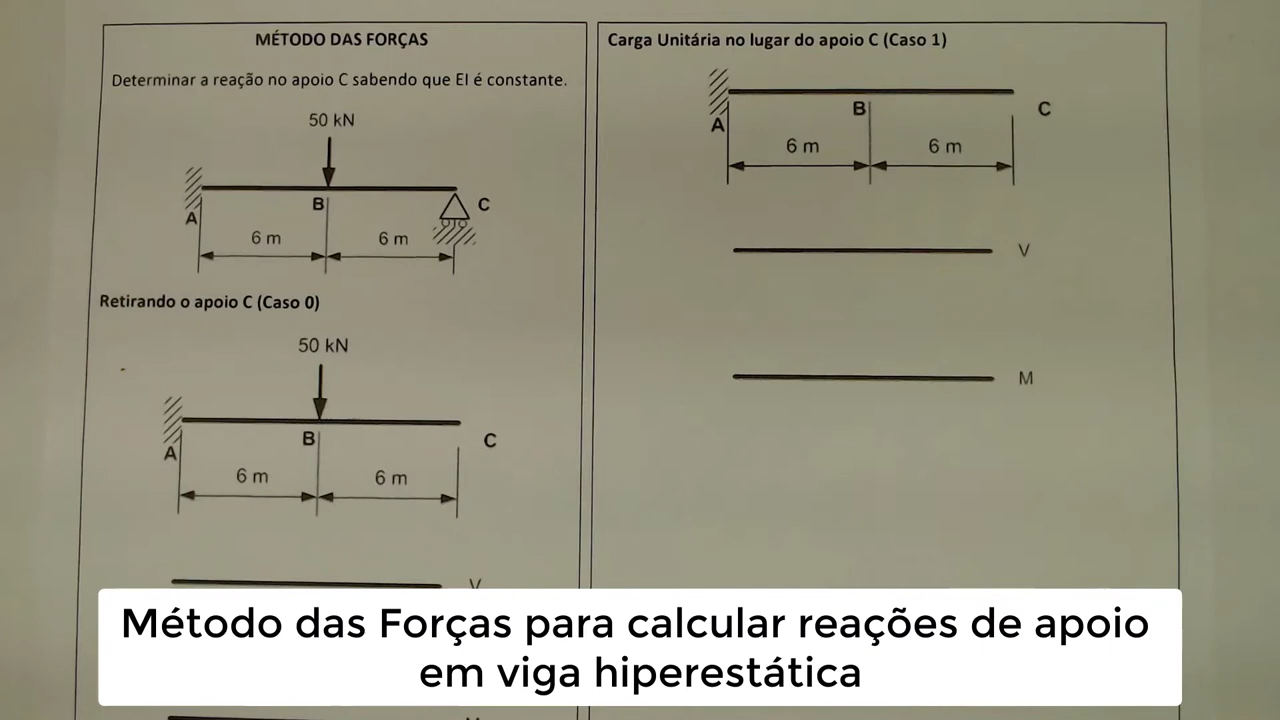 MÉTODO DAS FORÇAS
Determinar a reação no apoio C sabendo que EI é constante.
50 kN
B
C
A
6 m
6 m
Retirando o apoio C (Caso 0)
50 kN
B
C
A
6 m
6 m
V
Carga Unitária no lugar do apoio C (Caso 1)
B
C
A
6 m
6 m
V
M
Método das Forças para calcular reações de apoio
em viga hiperestática